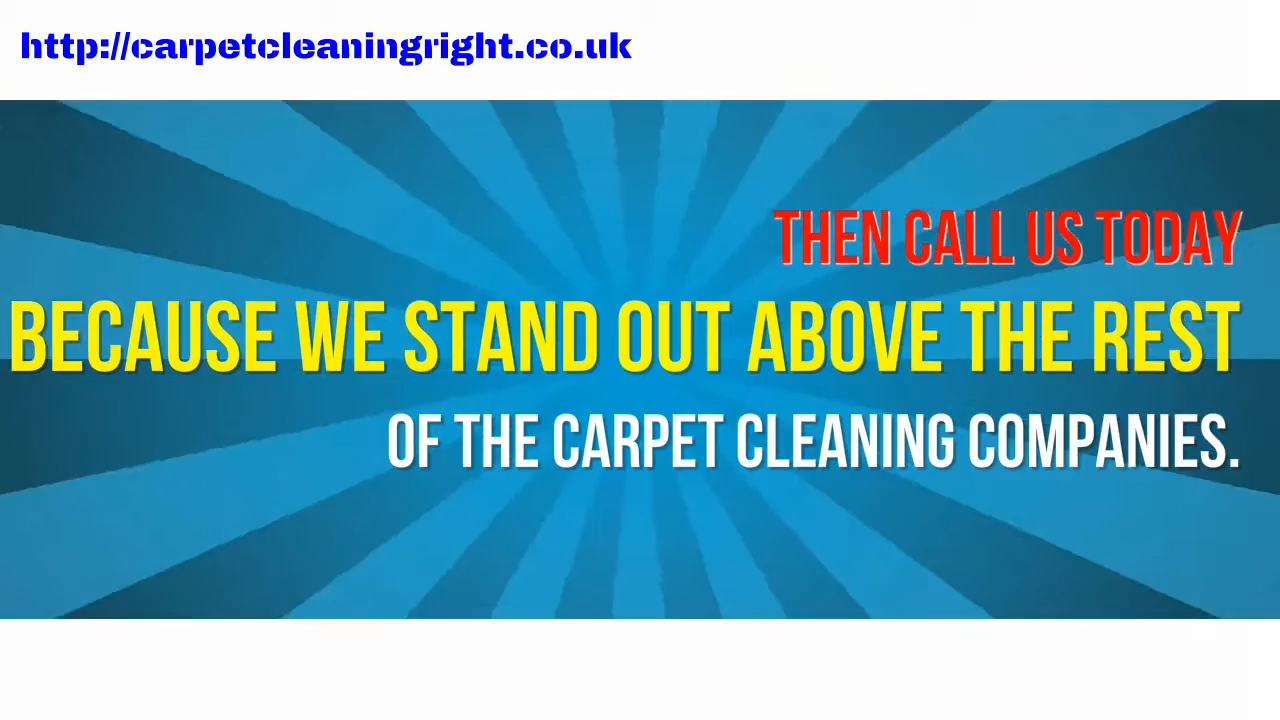 http://carpetcleaningright.co.uk
THEN CALL US TODAY
BECAUSE WE STAND OUT ABOVE THE REST
OF THE CARPET CLEANING COMPANIES.